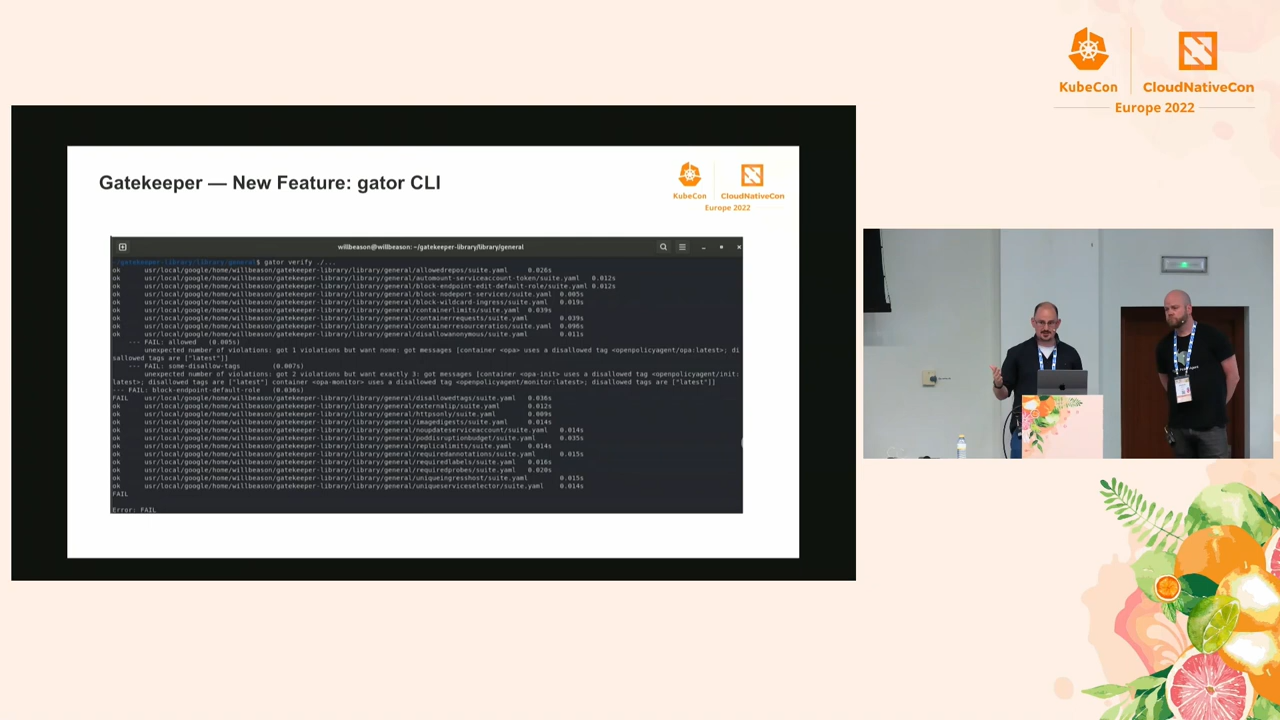 KubeCon
CloudNativeCon
Europe 2022
Gatekeeper — New Feature: gator CLI
KubeCon
CloudNativeCon
Europe 2022
willbeason@willbeason: ~/gatekeeper-library/library/general
/gatekeeper-library/library/general$ gator verify ./...
ok usr/local/google/home/willbeason/gatekeeper-library/library/general/allowedrepos/suite.yaml 0.026s
ok usr/local/google/home/willbeason/gatekeeper-library/library/general/automount-serviceaccount-token/suite.yaml 0.012s
ok usr/local/google/home/willbeason/gatekeeper-library/library/general/block-endpoint-edit-default-role/suite.yaml 0.012s
ok usr/local/google/home/willbeason/gatekeeper-library/library/general/block-nodeport-services/suite.yaml 0.005s
ok usr/local/google/home/willbeason/gatekeeper-library/library/general/block-wildcard-ingress/suite.yaml 0.019s
ok usr/local/google/home/willbeason/gatekeeper-library/library/general/containerlimits/suite.yaml 0.039s
ok usr/local/google/home/willbeason/gatekeeper-library/library/general/containerrequests/suite.yaml 0.039s
ok usr/local/google/home/willbeason/gatekeeper-library/library/general/containerresourceratios/suite.yaml 0.096s
ok usr/local/google/home/willbeason/gatekeeper-library/library/general/disallowanonymous/suite.yaml 0.011s
--- FAIL: allowed (0.005s)
unexpected number of violations: got 1 violations but want none: got messages [container <opa> uses a disallowed tag <openpolicyagent/opa:latest>; di
sallowed tags are ["latest"]]
--- FAIL: some-disallow-tags (0.007s)
unexpected number of violations: got 2 violations but want exactly 3: got messages [container <opa-init> uses a disallowed tag <openpolicyagent/init:
latest>; disallowed tags are ["latest"] container <opa-monitor> uses a disallowed tag <openpolicyagent/monitor:latest>; disallowed tags are ["latest"]]
--- FAIL: block-endpoint-default-role (0.036s)
FAIL usr/local/google/home/willbeason/gatekeeper-library/library/general/disallowedtags/suite.yaml 0.036s
ok usr/local/google/home/willbeason/gatekeeper-library/library/general/externalip/suite.yaml 0.012s
ok usr/local/google/home/willbeason/gatekeeper-library/library/general/httpsonly/suite.yaml 0.009s
ok usr/local/google/home/willbeason/gatekeeper-library/library/general/imagedigests/suite.yaml 0.014s
ok usr/local/google/home/willbeason/gatekeeper-library/library/general/noupdateserviceaccount/suite.yaml 0.014s
ok usr/local/google/home/willbeason/gatekeeper-library/library/general/poddisruptionbudget/suite.yaml 0.035s
ok usr/local/google/home/willbeason/gatekeeper-library/library/general/replicalimits/suite.yaml 0.014s
ok usr/local/google/home/willbeason/gatekeeper-library/library/general/requiredannotations/suite.yaml 0.015s
ok usr/local/google/home/willbeason/gatekeeper-library/library/general/requiredlabels/suite.yaml 0.016s
ok usr/local/google/home/willbeason/gatekeeper-library/library/general/requiredprobes/suite.yaml 0.020s
ok usr/local/google/home/willbeason/gatekeeper-library/library/general/uniqueingresshost/suite.yaml 0.015s
ok usr/local/google/home/willbeason/gatekeeper-library/library/general/uniqueserviceselector/suite.yaml 0.014s
FAIL
Error: FAIL